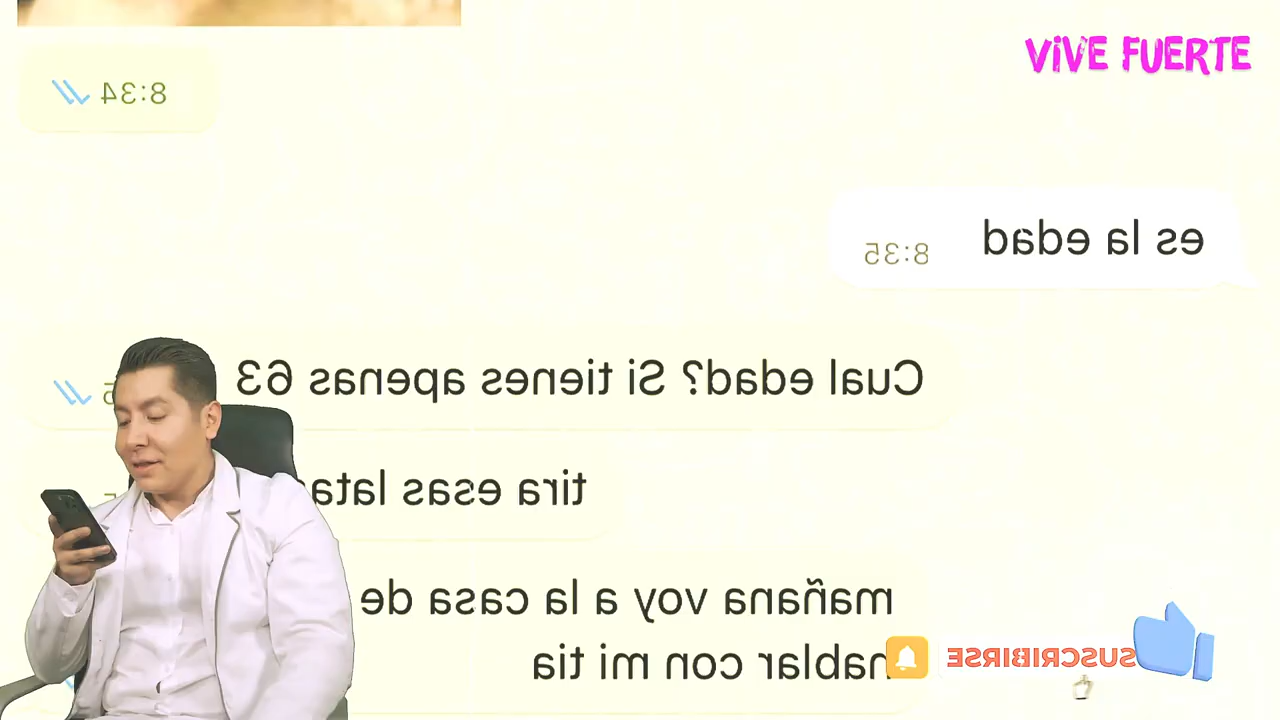 VIVE FUERTE
8:34
es la edad
8:35
Cual edad? Si tienes apenas 63
tira esas latas
mañana voy a la casa de
hablar con mi tia
SUSCRIBIRSE